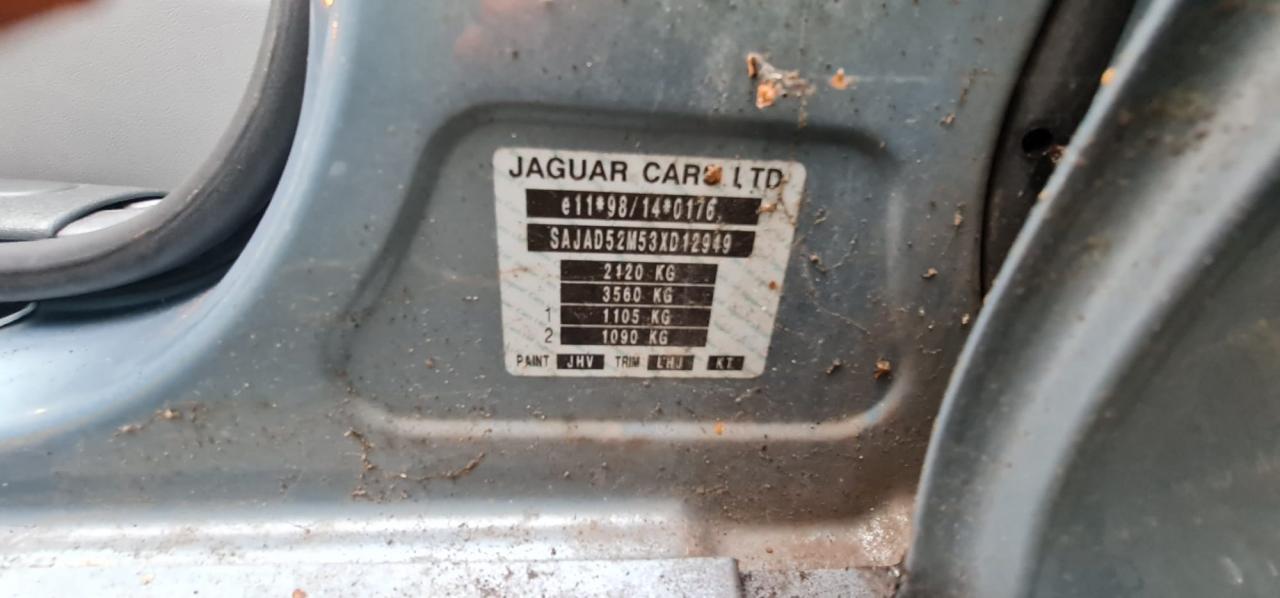 JAGUAR CARS LTD
e11*98/14*0176
SAJAD52M53XD12949
2120 KG
3560 KG
1 1105 KG
2 1090 KG
PAINT JHV TRIM LHJ KT